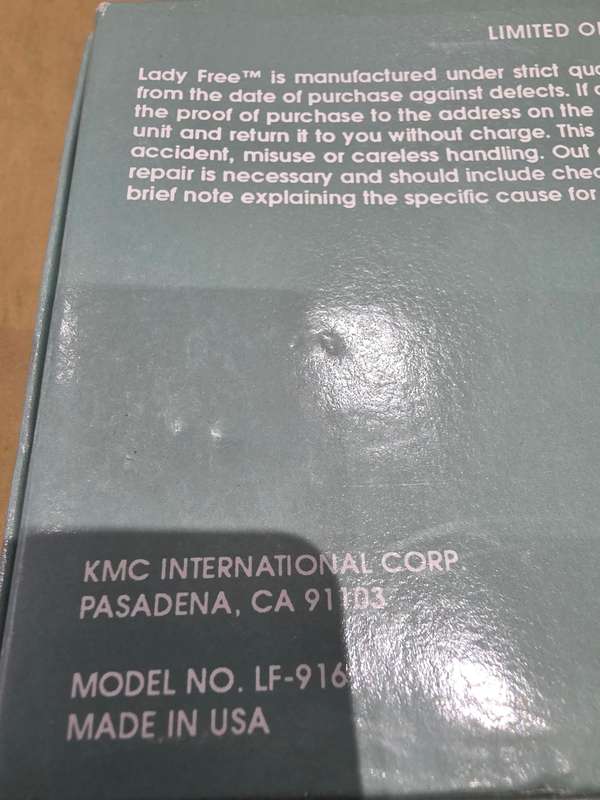 LIMITED
Lady Free™ is manufactured under strict
from the date of purchase against defects. If
the proof of purchase to the address on the
unit and return it to you without charge. This
accident, misuse or careless handling. Out
repair is necessary and should include
brief note explaining the specific cause for
KMC INTERNATIONAL CORP.
PASADENA, CA 91103
MODEL NO. LF-916
MADE IN USA